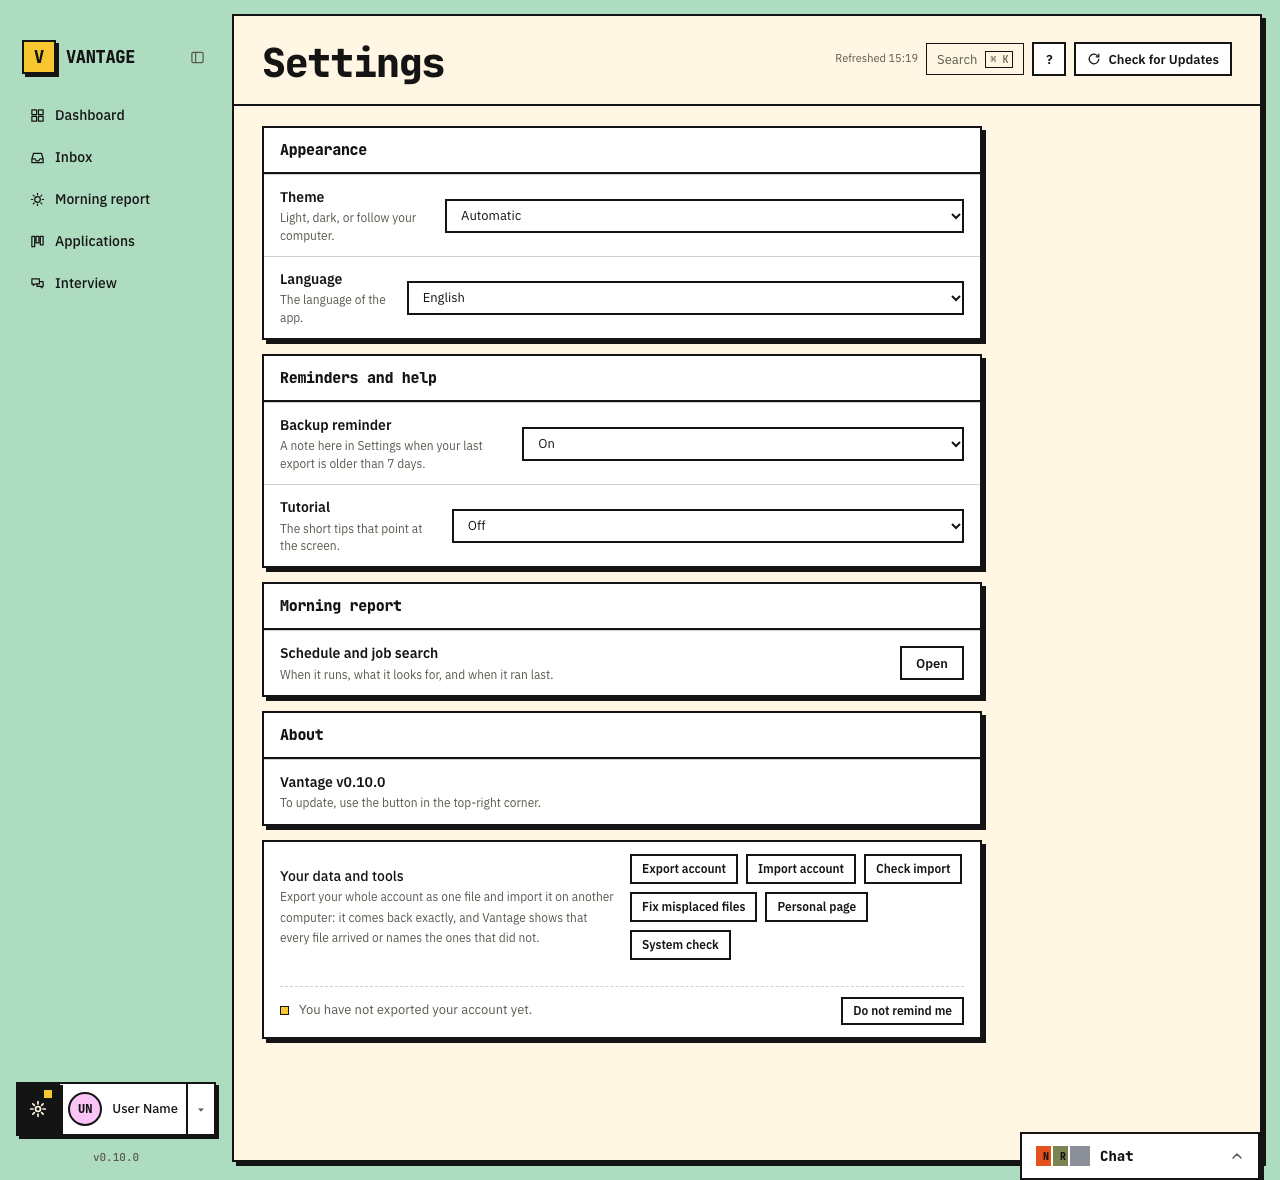 V VANTAGE
Dashboard
Inbox
Morning report
Applications
Interview
UN User Name
v0.10.0
Settings
Refreshed 15:19
Search ⌘ K
?
Check for Updates
Appearance
Theme
Light, dark, or follow your
computer.
Automatic
Language
The language of the
app.
English
Reminders and help
Backup reminder
A note here in Settings when your last
export is older than 7 days.
On
Tutorial
The short tips that point at
the screen.
Off
Morning report
Schedule and job search
When it runs, what it looks for, and when it ran last.
Open
About
Vantage v0.10.0
To update, use the button in the top-right corner.
Your data and tools
Export your whole account as one file and import it on another
computer: it comes back exactly, and Vantage shows that
every file arrived or names the ones that did not.
Export account Import account Check import
Fix misplaced files Personal page
System check
You have not exported your account yet.
Do not remind me
N R Chat